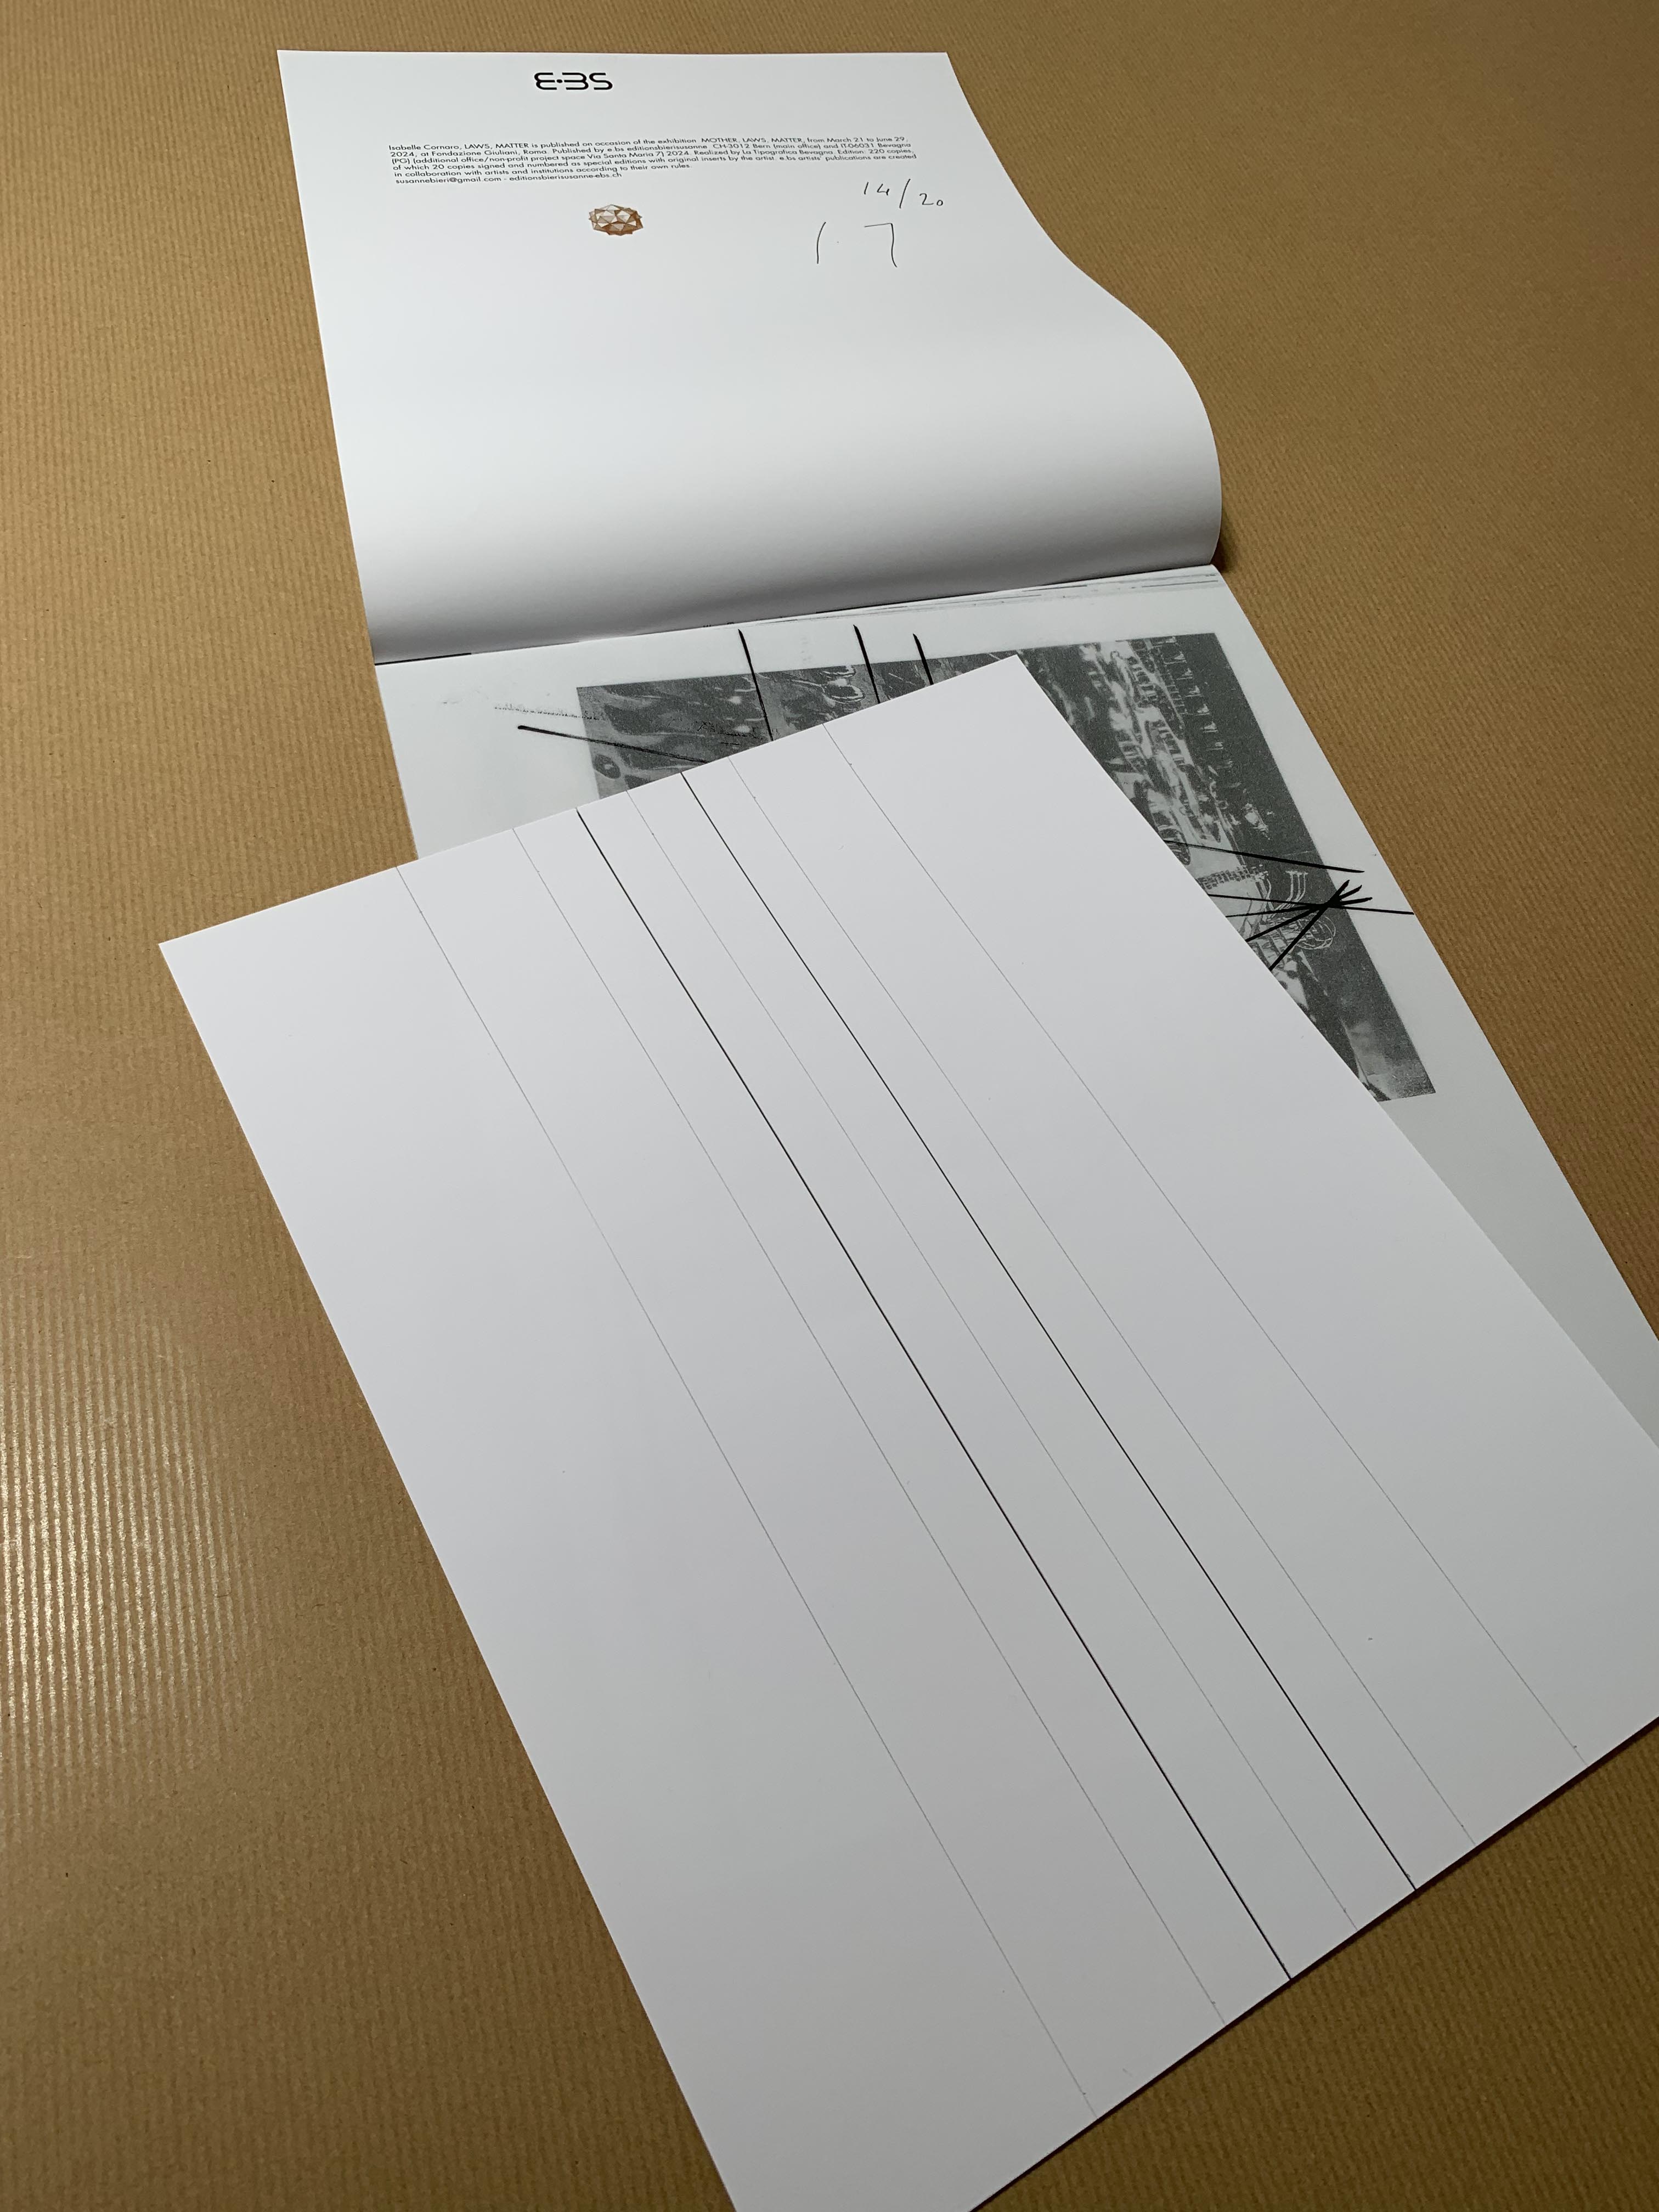 e·bs
Isabelle Cornaro, LAWS, MATTER is published on occasion of the exhibition MOTHER, LAWS, MATTER, from March 21 to June 29,
2024, at Fondazione Giuliani, Roma. Published by e·bs editionsbierisusanne CH-3012 Bern (main office) and IT-06031 Bevagna
(PG) (additional office/non-profit project space Via Santa Maria 7) 2024. Realized by La Tipografica Bevagna. Edition: 220 copies,
of which 20 copies signed and numbered as special editions with original inserts by the artist. e.bs artists' publications are created
in collaboration with artists and institutions according to their own rules.
susannebieri@gmail.com - editionsbierisusanne-ebs.ch
14/20